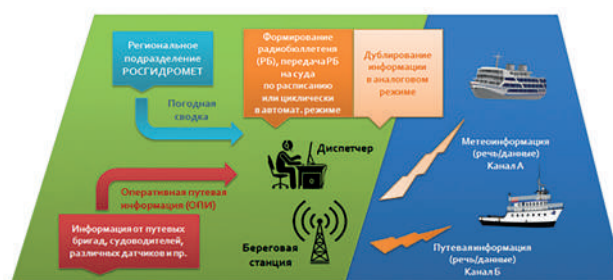 Региональное
подразделение
РОСГИДРОМЕТ
Погодная
сводка
Формирование
радиобюллетеня
(РБ), передача РБ
на суда
по расписанию
или циклически
в автомат. режиме
Дублирование
информации
в аналоговом
режиме
Диспетчер
Оперативная путевая
информация (ОПИ)
Информация от путевых
бригад, судоводителей,
различных датчиков и пр.
Береговая
станция
Метеоинформация
(речь/данные)
Канал А
Путевая информация
(речь/данные)
Канал Б